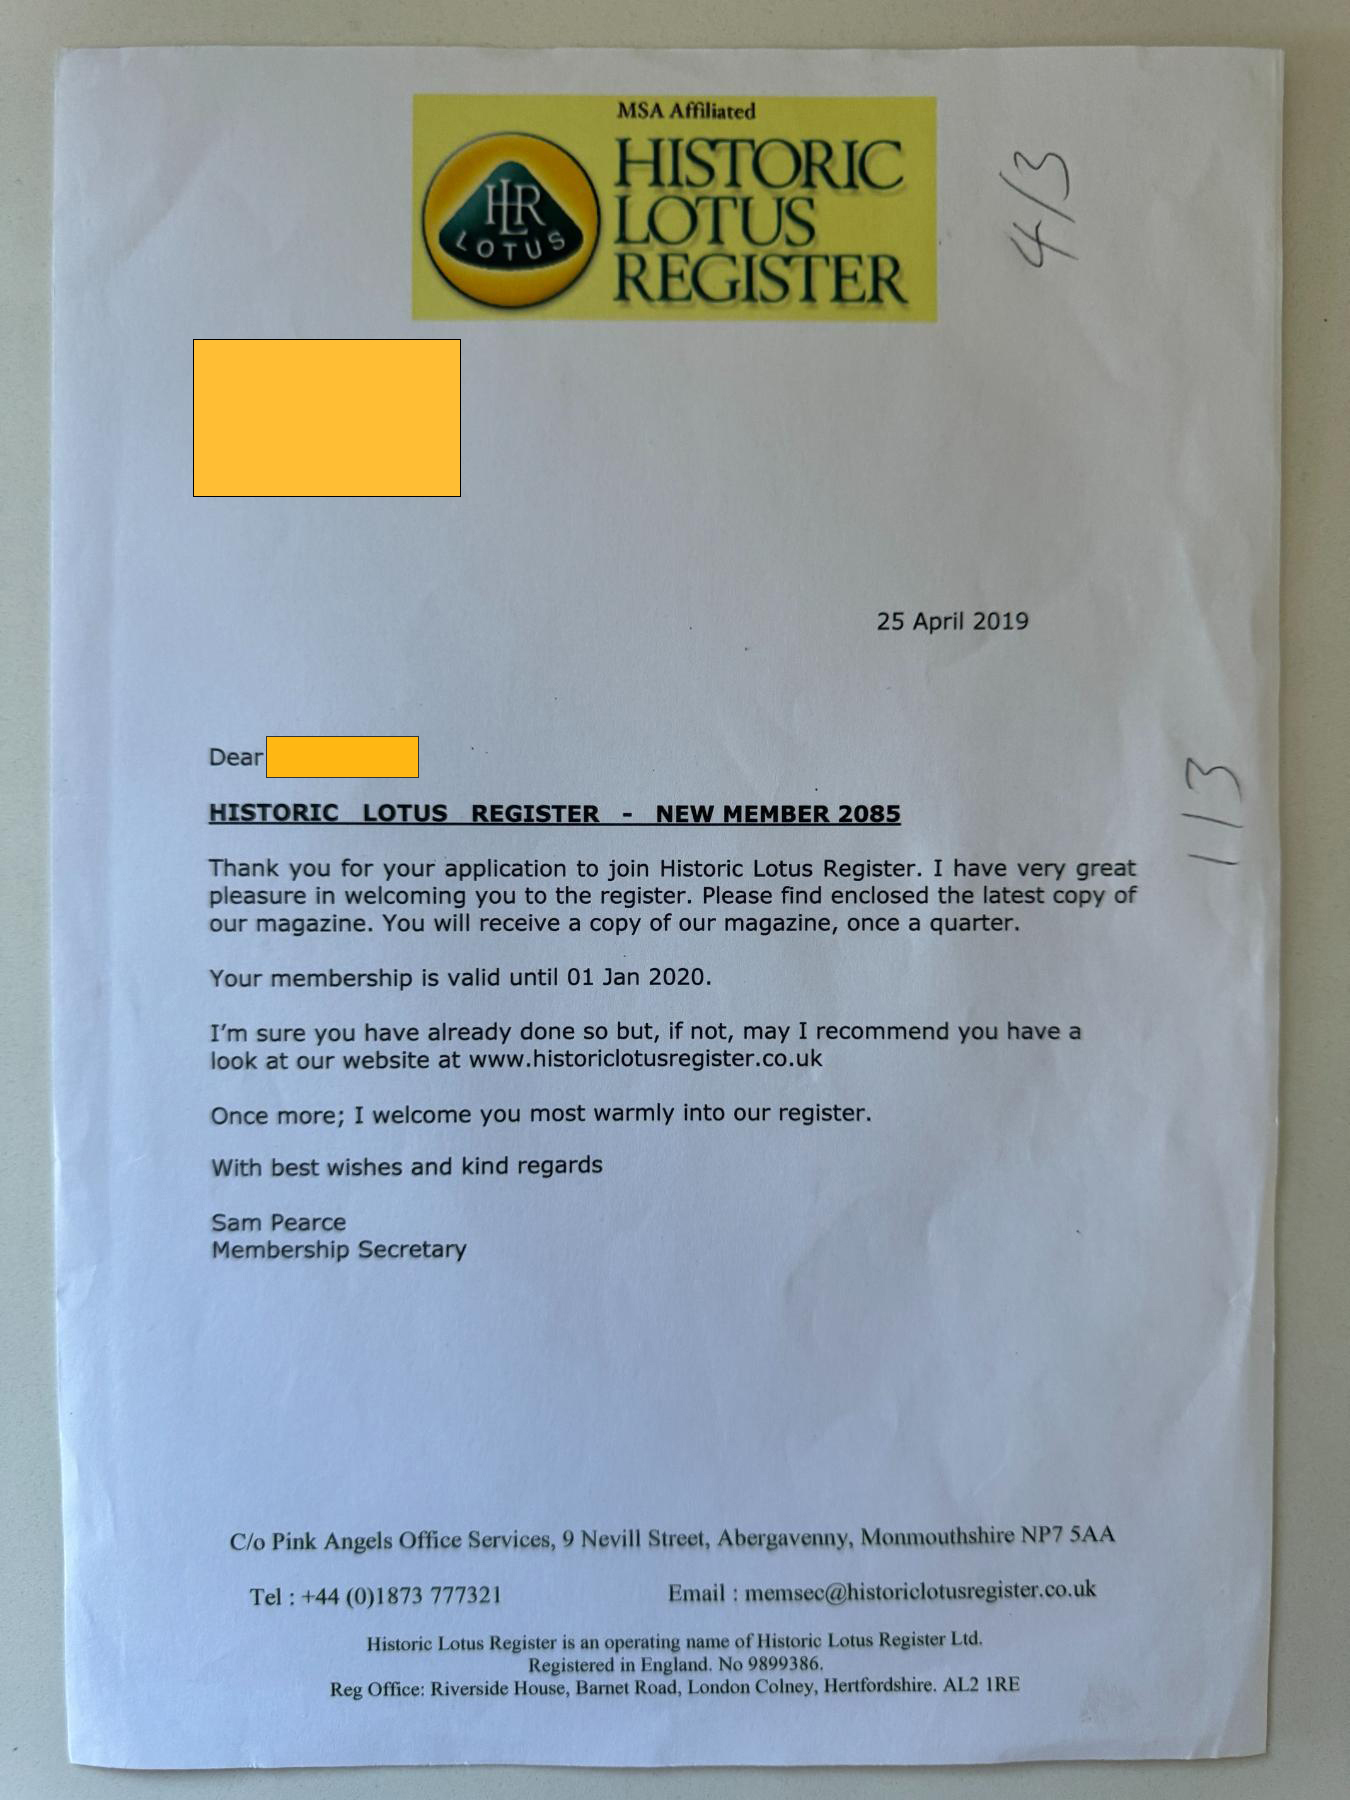 MSA Affiliated
HLR
LOTUS
HISTORIC
LOTUS
REGISTER
4/3
25 April 2019
Dear
113
HISTORIC LOTUS REGISTER - NEW MEMBER 2085
Thank you for your application to join Historic Lotus Register. I have very great
pleasure in welcoming you to the register. Please find enclosed the latest copy of
our magazine. You will receive a copy of our magazine, once a quarter.
Your membership is valid until 01 Jan 2020.
I’m sure you have already done so but, if not, may I recommend you have a
look at our website at www.historiclotusregister.co.uk
Once more; I welcome you most warmly into our register.
With best wishes and kind regards
Sam Pearce
Membership Secretary
C/o Pink Angels Office Services, 9 Nevill Street, Abergavenny, Monmouthshire NP7 5AA
Tel : +44 (0)1873 777321 Email : memsec@historiclotusregister.co.uk
Historic Lotus Register is an operating name of Historic Lotus Register Ltd.
Registered in England. No 9899386.
Reg Office: Riverside House, Barnet Road, London Colney, Hertfordshire. AL2 1RE